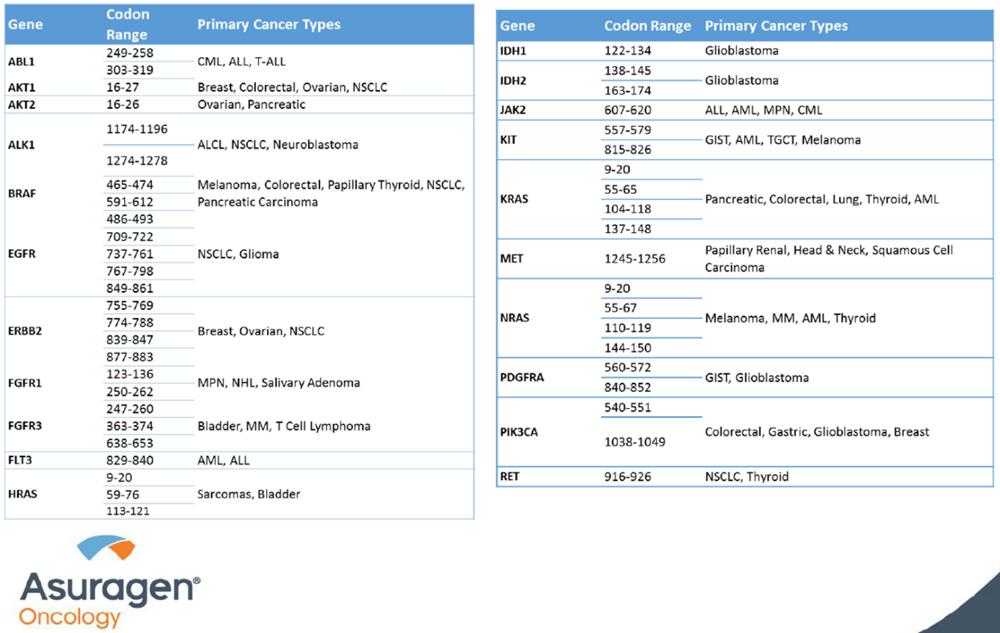 Gene Codon Range Primary Cancer Types
ABL1 249-258 CML, ALL, T-ALL
303-319
AKT1 16-27 Breast, Colorectal, Ovarian, NSCLC
AKT2 16-26 Ovarian, Pancreatic
ALK1 1174-1196 ALCL, NSCLC, Neuroblastoma
1274-1278
BRAF 465-474 Melanoma, Colorectal, Papillary Thyroid, NSCLC,
591-612 Pancreatic Carcinoma
486-493
EGFR 709-722 NSCLC, Glioma
737-761
767-798
849-861
ERBB2 755-769 Breast, Ovarian, NSCLC
774-788
839-847
877-883
FGFR1 123-136 MPN, NHL, Salivary Adenoma
250-262
FGFR3 247-260 Bladder, MM, T Cell Lymphoma
363-374
638-653
FLT3 829-840 AML, ALL
HRAS 9-20 Sarcomas, Bladder
59-76
113-121
Gene Codon Range Primary Cancer Types
IDH1 122-134 Glioblastoma
IDH2 138-145 Glioblastoma
163-174
JAK2 607-620 ALL, AML, MPN, CML
KIT 557-579 GIST, AML, TGCT, Melanoma
815-826
KRAS 9-20 Pancreatic, Colorectal, Lung, Thyroid, AML
55-65
104-118
137-148
MET 1245-1256 Papillary Renal, Head & Neck, Squamous Cell
Carcinoma
NRAS 9-20 Melanoma, MM, AML, Thyroid
55-67
110-119
144-150
PDGFRA 560-572 GIST, Glioblastoma
840-852
PIK3CA 540-551 Colorectal, Gastric, Glioblastoma, Breast
1038-1049
RET 916-926 NSCLC, Thyroid
Asuragen®
Oncology